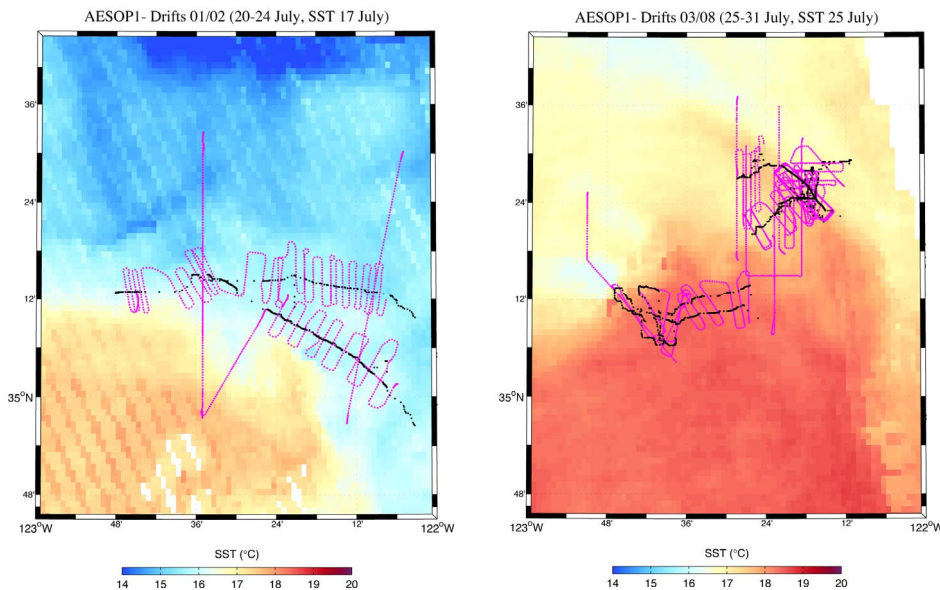 AESOP1- Drifts 01/02 (20-24 July, SST 17 July)
36'
24'
12'
35°N
48'
123°W
48'
36'
24'
12'
122°W
SST (°C)
14 15 16 17 18 19 20
AESOP1- Drifts 03/08 (25-31 July, SST 25 July)
36'
24'
12'
35°N
48'
123°W
48'
36'
24'
12'
122°W
SST (°C)
14 15 16 17 18 19 20